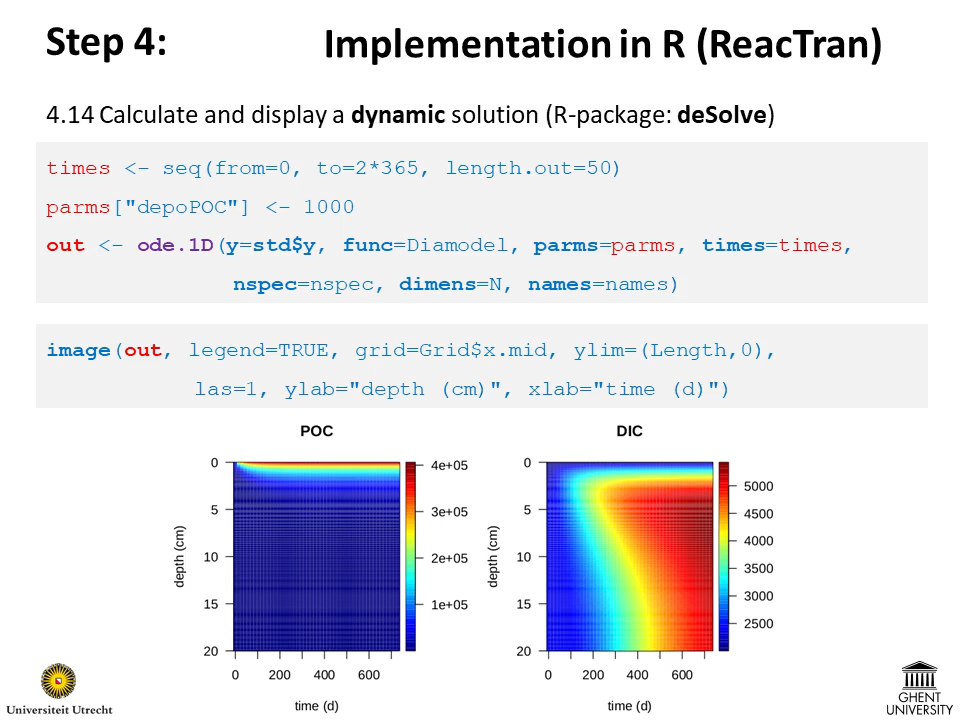 Step 4: Implementation in R (ReacTran)
4.14 Calculate and display a dynamic solution (R-package: deSolve)
times <- seq(from=0, to=2*365, length.out=50)
parms["depoPOC"] <- 1000
out <- ode.1D(y=std$y, func=Diamodel, parms=parms, times=times,
nspec=nspec, dimens=N, names=names)
image(out, legend=TRUE, grid=Grid$x.mid, ylim=(Length,0),
las=1, ylab="depth (cm)", xlab="time (d)")
POC
0
5
10
15
20
depth (cm)
0 200 400 600
time (d)
4e+05
3e+05
2e+05
1e+05
DIC
0
5
10
15
20
depth (cm)
0 200 400 600
time (d)
5000
4500
4000
3500
3000
2500
Universiteit Utrecht
GHENT
UNIVERSITY